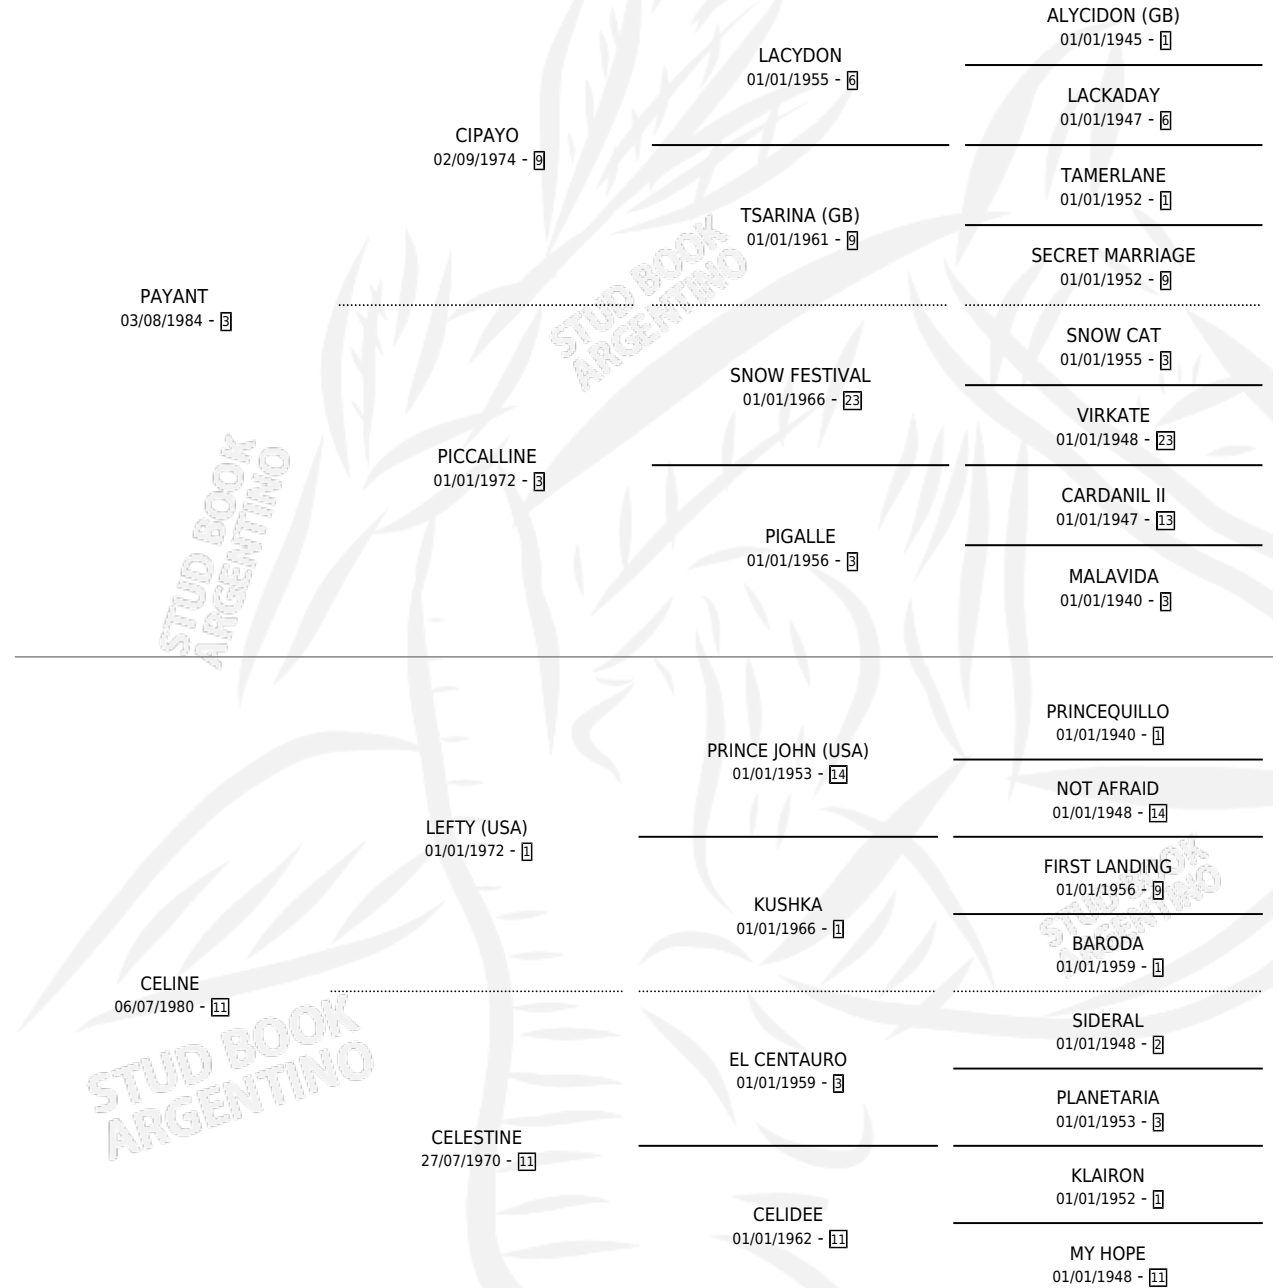 ALYCIDON (GB)
01/01/1945 - 1
LACYDON
01/01/1955 - 6
LACKADAY
01/01/1947 - 6
CIPAYO
02/09/1974 - 9
TAMERLANE
01/01/1952 - 1
TSARINA (GB)
01/01/1961 - 9
SECRET MARRIAGE
01/01/1952 - 9
PAYANT
03/08/1984 - 3
SNOW CAT
01/01/1955 - 3
SNOW FESTIVAL
01/01/1966 - 23
VIRKATE
01/01/1948 - 23
PICCALLINE
01/01/1972 - 3
CARDANIL II
01/01/1947 - 13
PIGALLE
01/01/1956 - 3
MALAVIDA
01/01/1940 - 3
PRINCEQUILLO
01/01/1940 - 1
PRINCE JOHN (USA)
01/01/1953 - 14
NOT AFRAID
01/01/1948 - 14
LEFTY (USA)
01/01/1972 - 1
FIRST LANDING
01/01/1956 - 9
KUSHKA
01/01/1966 - 1
BARODA
01/01/1959 - 1
CELINE
06/07/1980 - 11
SIDERAL
01/01/1948 - 2
EL CENTAURO
01/01/1959 - 3
PLANETARIA
01/01/1953 - 3
CELESTINE
27/07/1970 - 11
KLAIRON
01/01/1952 - 1
CELIDEE
01/01/1962 - 11
MY HOPE
01/01/1948 - 11
STUD BOOK
ARGENTINO
STUD BOOK
ARGENTINO
STUD BOOK
ARGENTINO
STUD BOOK
ARGENTINO